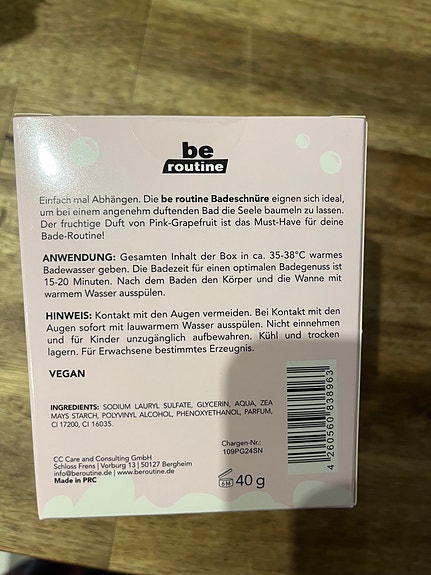 be
routine
Einfach mal Abhängen. Die be routine Badeschnüre eignen sich ideal,
um bei einem angenehm duftenden Bad die Seele baumeln zu lassen.
Der fruchtige Duft von Pink-Grapefruit ist das Must-Have für deine
Bade-Routine!
ANWENDUNG: Gesamten Inhalt der Box in ca. 35-38°C warmes
Badewasser geben. Die Badezeit für einen optimalen Badegenuss ist
15-20 Minuten. Nach dem Baden den Körper und die Wanne mit
warmem Wasser ausspülen.
HINWEIS: Kontakt mit den Augen vermeiden. Bei Kontakt mit den
Augen sofort mit lauwarmem Wasser ausspülen. Nicht einnehmen
und für Kinder unzugänglich aufbewahren. Kühl und trocken
lagern. Für Erwachsene bestimmtes Erzeugnis.
VEGAN
INGREDIENTS: SODIUM LAURYL SULFATE, GLYCERIN, AQUA, ZEA
MAYS STARCH, POLYVINYL ALCOHOL, PHENOXYETHANOL, PARFUM,
CI 17200, CI 16035.
Chargen-Nr.:
109PG24SN
CC Care and Consulting GmbH
Schloss Frens | Vorburg 13 | 50127 Bergheim
info@beroutine.de | www.beroutine.de
Made in PRC
6M
40 g
4 260560 838963